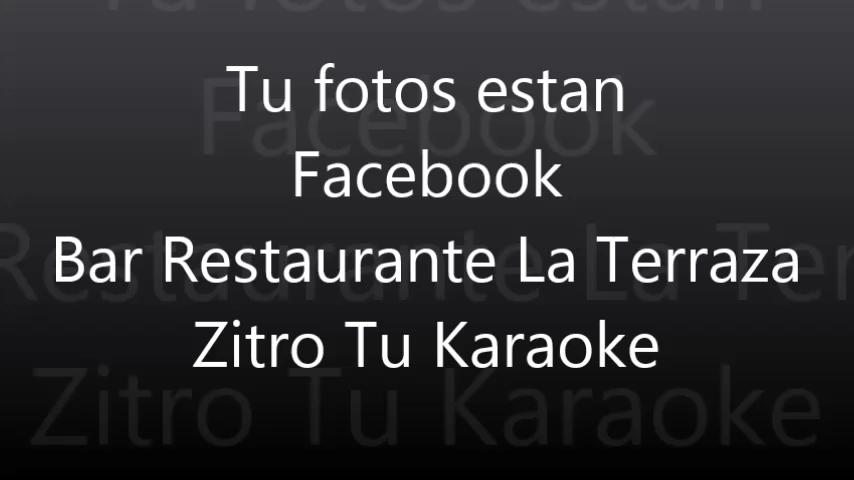 Tu fotos estan
Facebook
Bar Restaurante La Terraza
Zitro Tu Karaoke